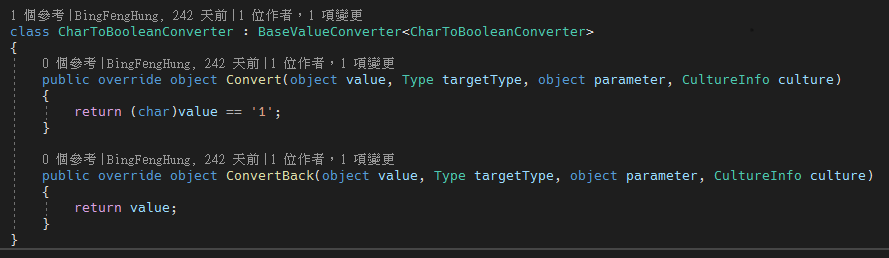 1 個參考|BingFengHung, 242 天前|1 位作者，1 項變更
class CharToBooleanConverter : BaseValueConverter<CharToBooleanConverter>
{
0 個參考|BingFengHung, 242 天前|1 位作者，1 項變更
public override object Convert(object value, Type targetType, object parameter, CultureInfo culture)
{
return (char)value == '1';
}
0 個參考|BingFengHung, 242 天前|1 位作者，1 項變更
public override object ConvertBack(object value, Type targetType, object parameter, CultureInfo culture)
{
return value;
}
}